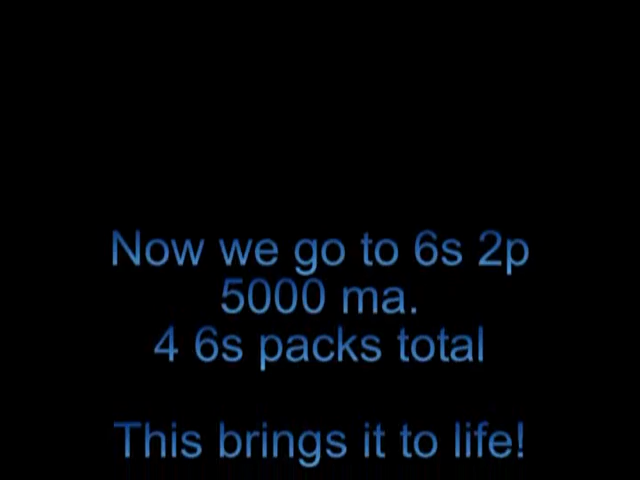 Now we go to 6s 2p
5000 ma.
4 6s packs total
This brings it to life!